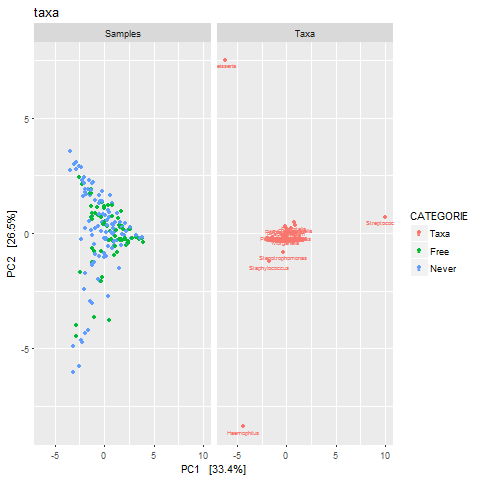 taxa
Samples
Taxa
5
0
-5
PC2 [26.5%]
-5
0
5
10
-5
0
5
10
PC1 [33.4%]
eisseria
Streptococ
Stenotrophomonas
Staphylococcus
Haemophilus
CATEGORIE
Taxa
Free
Never